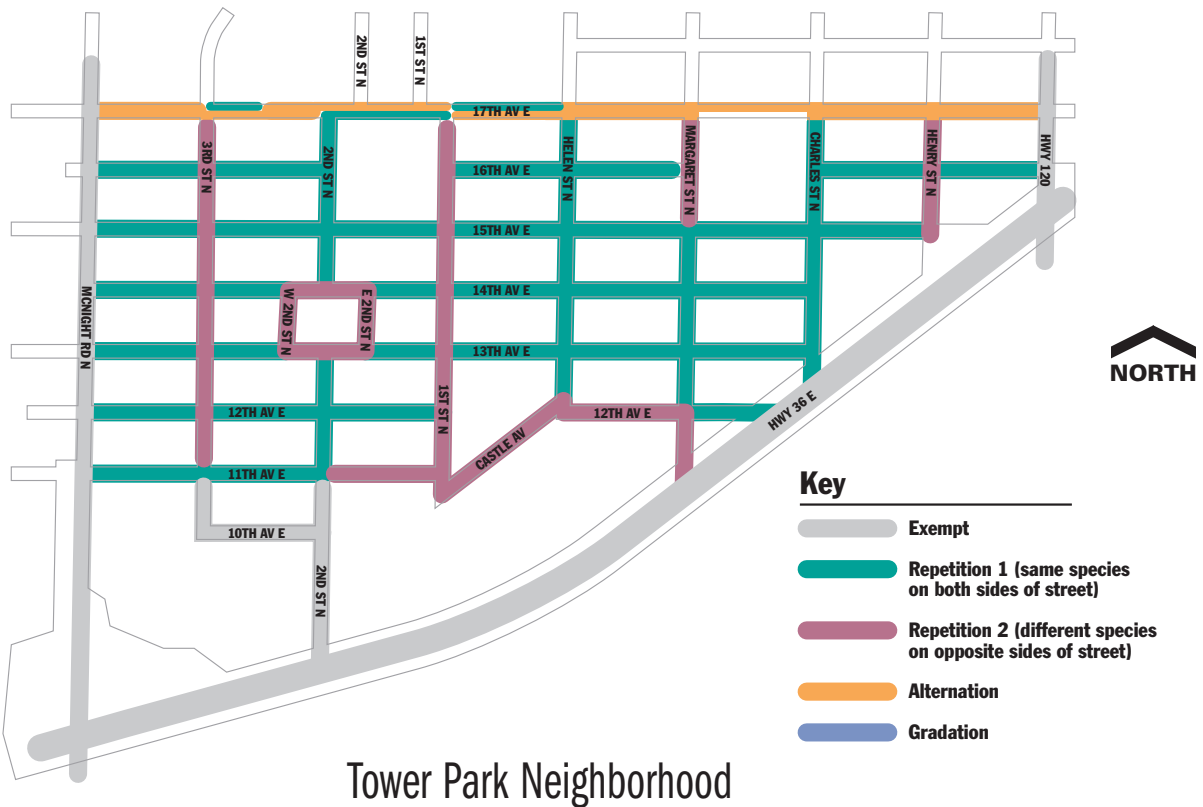 2ND ST N
1ST ST N
17TH AV E
3RD ST N
2ND ST N
HELEN ST N
MARGARET ST N
CHARLES ST N
HENRY ST N
HWY 120
16TH AV E
15TH AV E
14TH AV E
W 2ND ST N
E 2ND ST N
MCNIGHT RD N
13TH AV E
NORTH
1ST ST N
12TH AV E
12TH AV E
HWY 36 E
CASTLE AV
11TH AV E
10TH AV E
2ND ST N
Key
Exempt
Repetition 1 (same species
on both sides of street)
Repetition 2 (different species
on opposite sides of street)
Alternation
Gradation
Tower Park Neighborhood